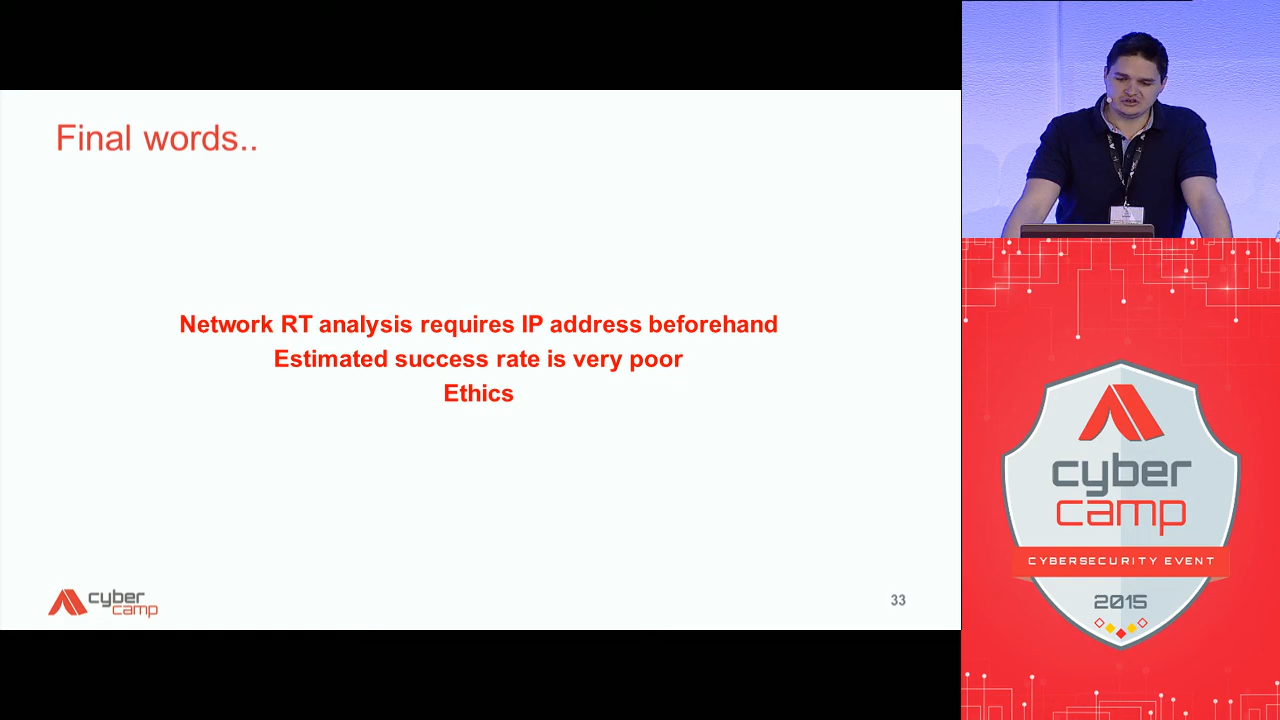 Final words..
Network RT analysis requires IP address beforehand
Estimated success rate is very poor
Ethics
cyber
camp
33
cyber
camp
CYBERSECURITY EVENT
2015